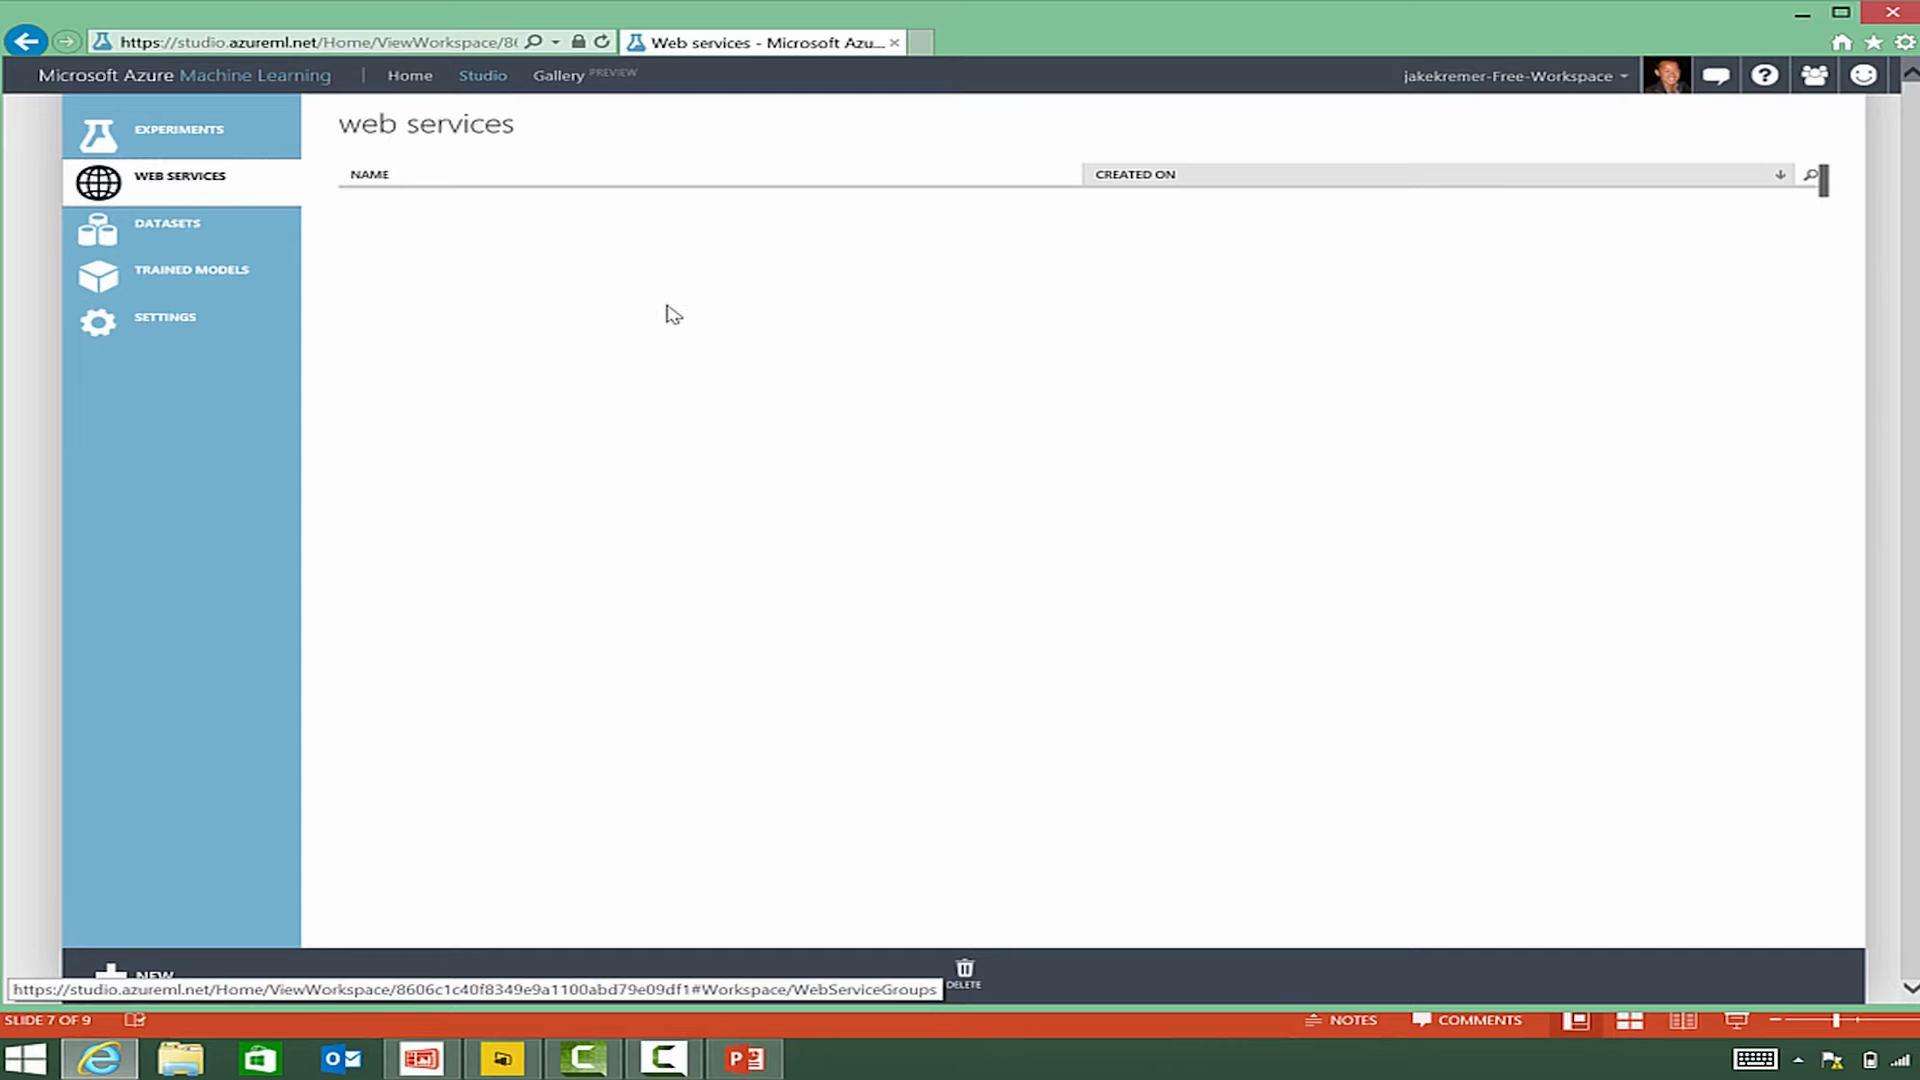 https://studio.azureml.net/Home/ViewWorkspace/8
Web services - Microsoft Azu...
Microsoft Azure Machine Learning | Home Studio Gallery PREVIEW
jakekremer-Free-Workspace
EXPERIMENTS
WEB SERVICES
DATASETS
TRAINED MODELS
SETTINGS
web services
NAME
CREATED ON
NEW
DELETE
https://studio.azureml.net/Home/ViewWorkspace/8606c1c40f8349e9a1100abd79e09df1#Workspace/WebServiceGroups
SLIDE 7 OF 9
NOTES
COMMENTS